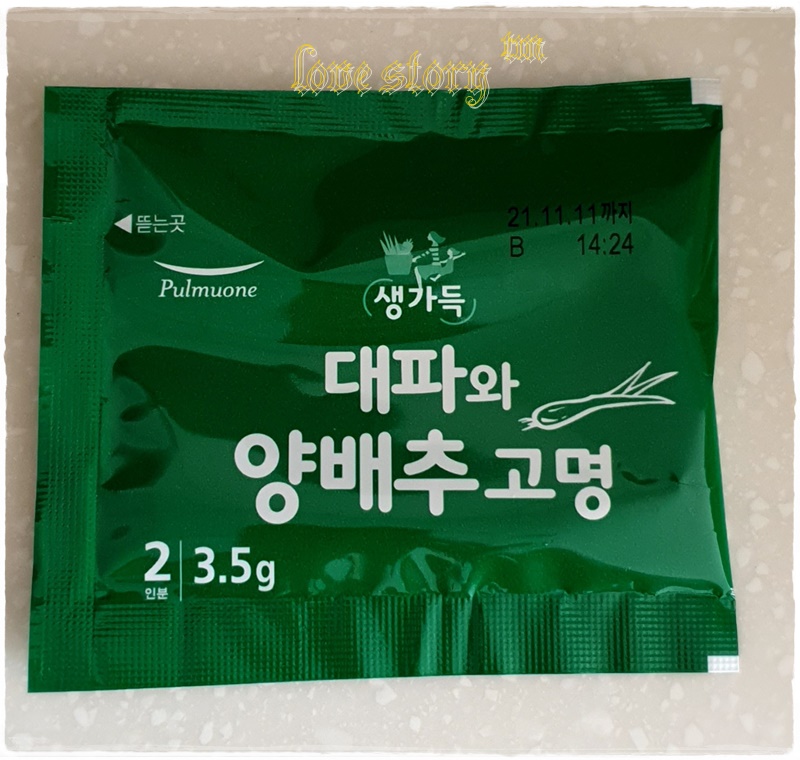 love story tm
21.11.11까지
B 14:24
◀뜯는곳
Pulmuone
생가득
대파와
양배추 고명
2인분 3.5g